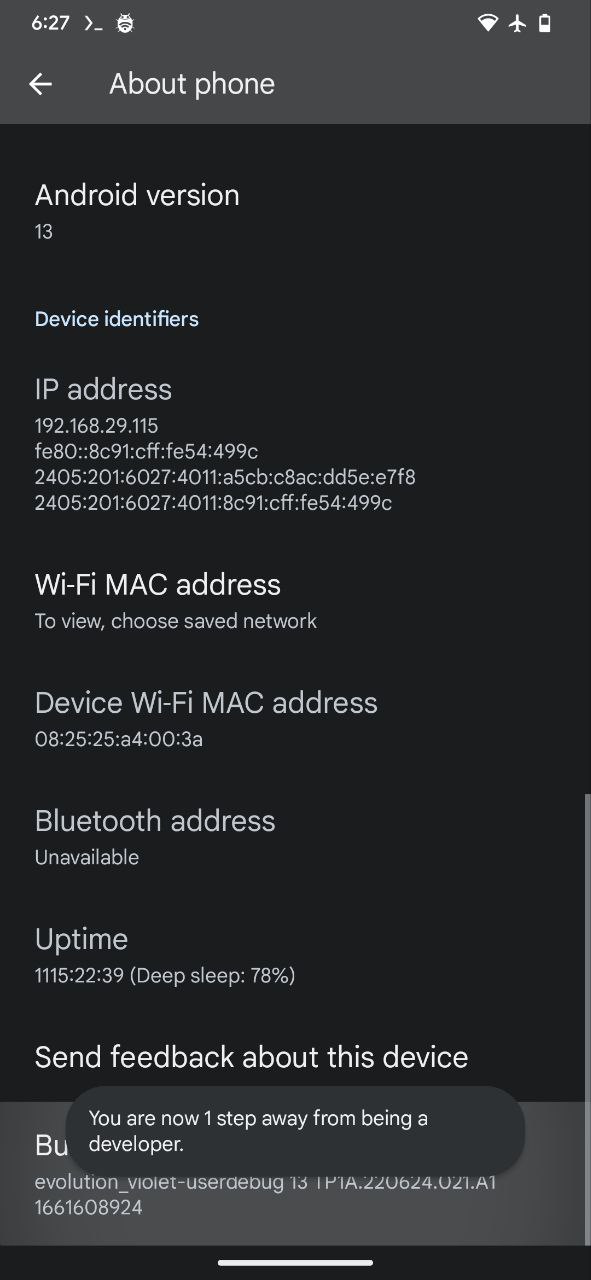 6:27
About phone
Android version
13
Device identifiers
IP address
192.168.29.115
fe80::8c91:cff:fe54:499c
2405:201:6027:4011:a5cb:c8ac:dd5e:e7f8
2405:201:6027:4011:8c91:cff:fe54:499c
Wi-Fi MAC address
To view, choose saved network
Device Wi-Fi MAC address
08:25:25:a4:00:3a
Bluetooth address
Unavailable
Uptime
1115:22:39 (Deep sleep: 78%)
Send feedback about this device
You are now 1 step away from being a
developer.
Bu
evolution_violet-userdebug 13 TP1A.220624.021.A1
1661608924